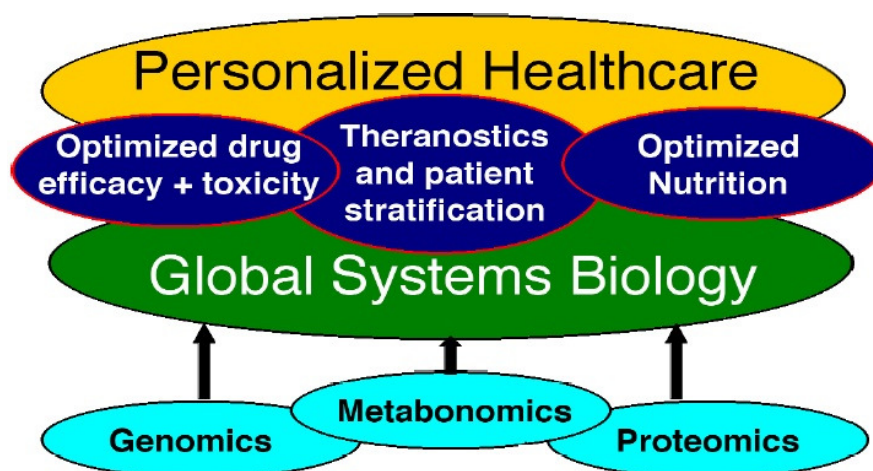 Personalized Healthcare
Optimized drug
efficacy + toxicity
Theranostics
and patient
stratification
Optimized
Nutrition
Global Systems Biology
Genomics
Metabonomics
Proteomics